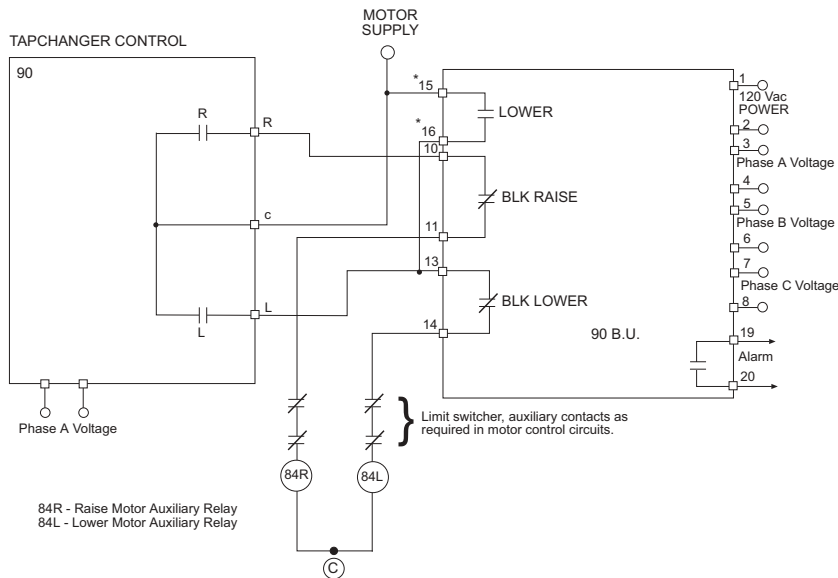 MOTOR
SUPPLY
TAPCHANGER CONTROL
90
R
R
c
L
L
Phase A Voltage
* 15
LOWER
* 16
10
BLK RAISE
11
13
BLK LOWER
14
90 B.U.
1
120 Vac
POWER
2
3
Phase A Voltage
4
5
Phase B Voltage
6
7
Phase C Voltage
8
19
Alarm
20
} Limit switcher, auxiliary contacts as
required in motor control circuits.
84R
84L
84R - Raise Motor Auxiliary Relay
84L - Lower Motor Auxiliary Relay
C